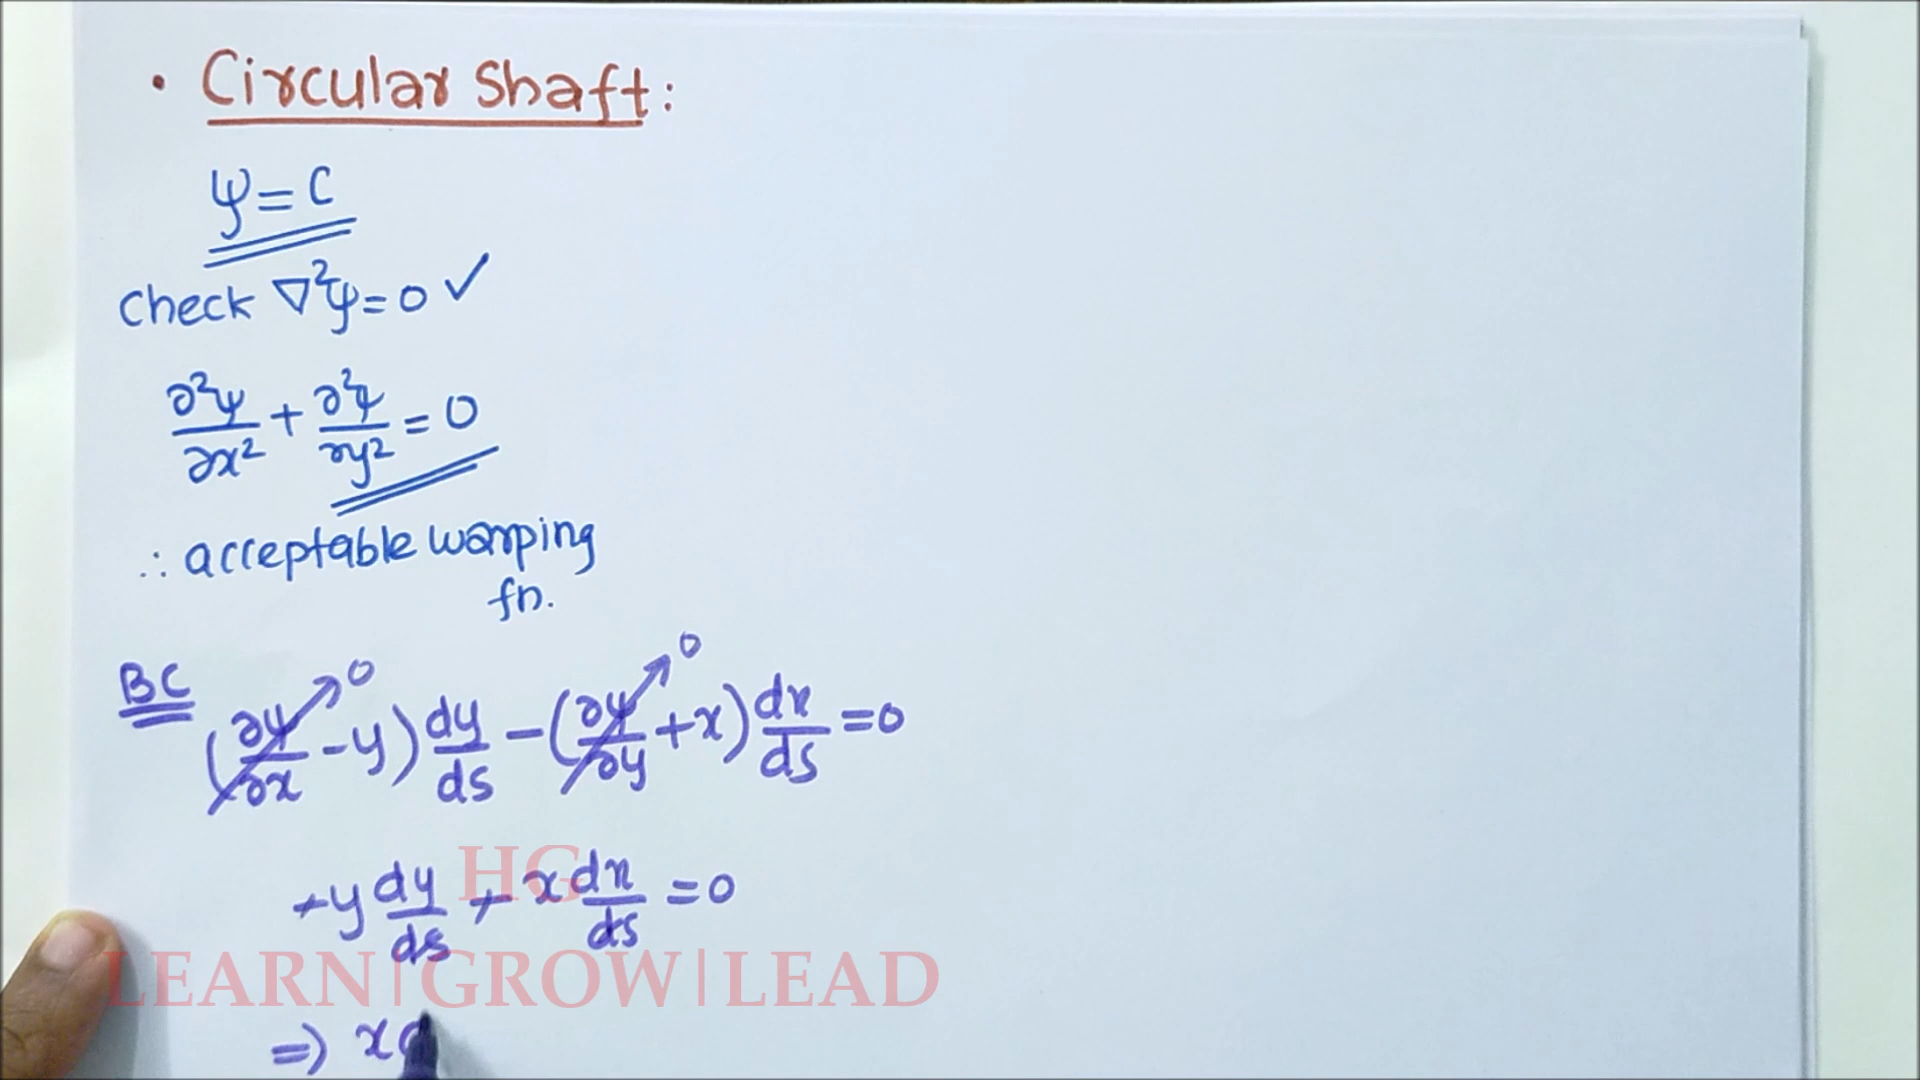 • Circular Shaft:
ψ = C
Check ∇²ψ = 0 ✓
∂²ψ/∂x² + ∂²ψ/∂y² = 0
∴ acceptable warping
fn.
BC
(∂ψ/∂x → 0 - y) dy/ds - (∂ψ/∂y → 0 + x) dx/ds = 0
+y dy/ds + x dx/ds = 0
HG
LEARN|GROW|LEAD
⇒ x